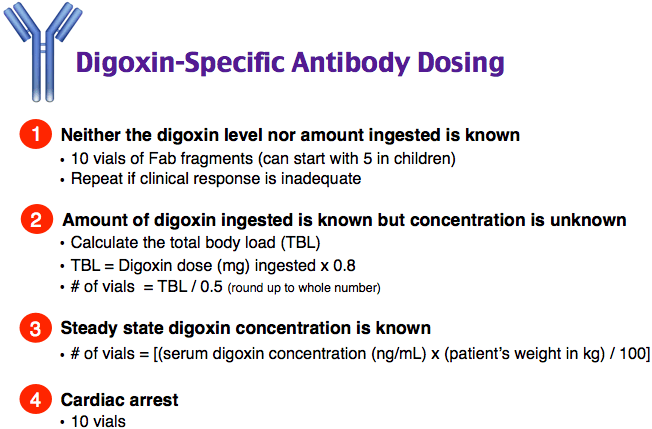 Digoxin-Specific Antibody Dosing
1 Neither the digoxin level nor amount ingested is known
• 10 vials of Fab fragments (can start with 5 in children)
• Repeat if clinical response is inadequate
2 Amount of digoxin ingested is known but concentration is unknown
• Calculate the total body load (TBL)
• TBL = Digoxin dose (mg) ingested x 0.8
• # of vials = TBL / 0.5 (round up to whole number)
3 Steady state digoxin concentration is known
• # of vials = [(serum digoxin concentration (ng/mL) x (patient's weight in kg) / 100]
4 Cardiac arrest
• 10 vials